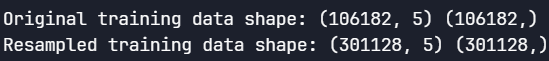 Original training data shape: (106182, 5) (106182,)
Resampled training data shape: (301128, 5) (301128,)